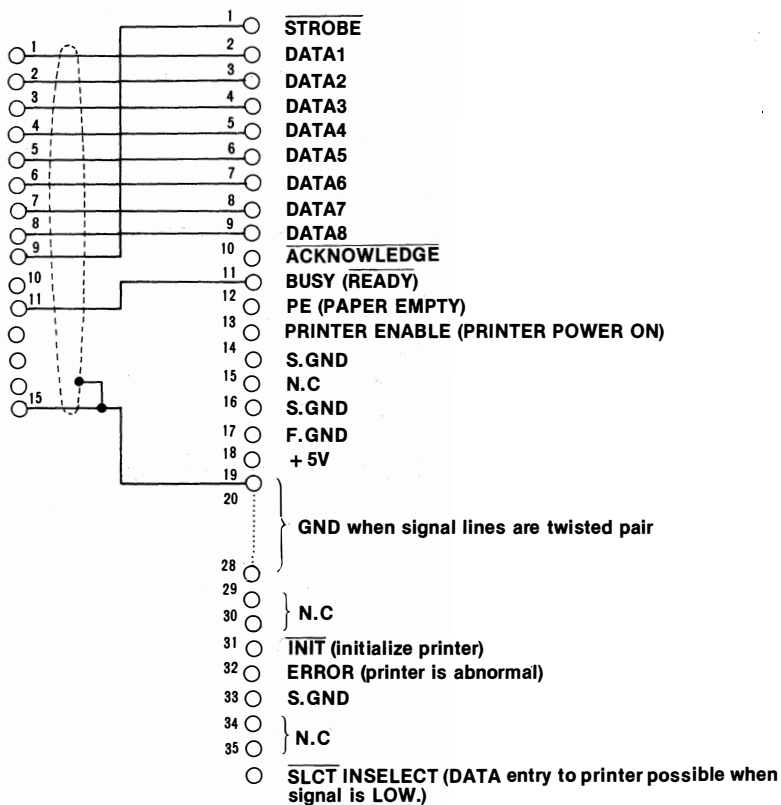 1 STROBE
1 2 DATA1
2 3 DATA2
3 4 DATA3
4 5 DATA4
5 6 DATA5
6 7 DATA6
7 8 DATA7
8 9 DATA8
9 10 ACKNOWLEDGE
10 11 BUSY (READY)
11 12 PE (PAPER EMPTY)
13 PRINTER ENABLE (PRINTER POWER ON)
14 S.GND
15 N.C
15 16 S.GND
17 F.GND
18 +5V
19
20
GND when signal lines are twisted pair
28
29
30 N.C
31 INIT (initialize printer)
32 ERROR (printer is abnormal)
33 S.GND
34
35 N.C
SLCT INSELECT (DATA entry to printer possible when
signal is LOW.)